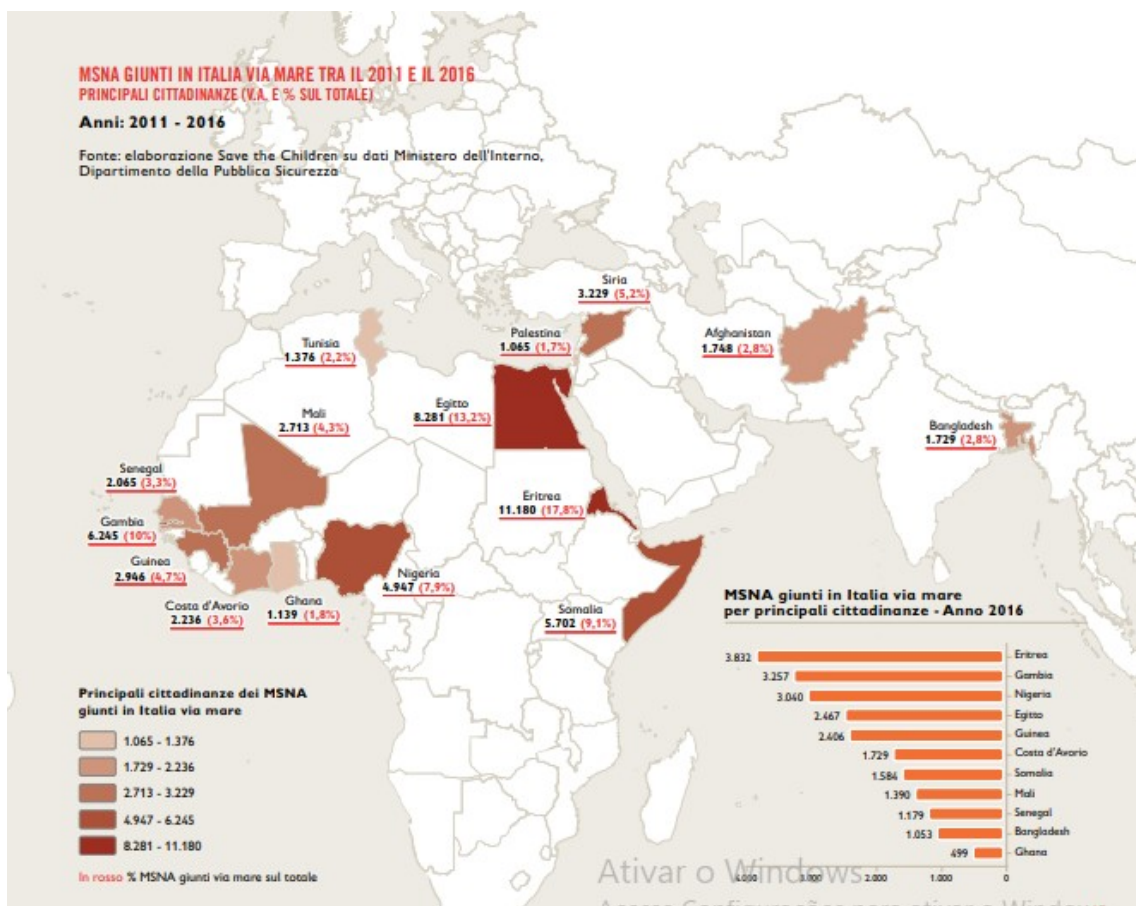 MSNA GIUNTI IN ITALIA VIA MARE TRA IL 2011 E IL 2016
PRINCIPALI CITTADINANZE (V.A. E % SUL TOTALE)
Anni: 2011 - 2016
Fonte: elaborazione Save the Children su dati Ministero dell'Interno,
Dipartimento della Pubblica Sicurezza
Siria
3.229 (5,2%)
Palestina
1.065 (1,7%)
Afghanistan
1.748 (2,8%)
Tunisia
1.376 (2,2%)
Egitto
8.281 (13,2%)
Mali
2.713 (4,3%)
Bangladesh
1.729 (2,8%)
Senegal
2.065 (3,3%)
Eritrea
11.180 (17,8%)
Gambia
6.245 (10%)
Guinea
2.946 (4,7%)
Nigeria
4.947 (7,9%)
Costa d'Avorio
2.236 (3,6%)
Ghana
1.139 (1,8%)
Somalia
5.702 (9,1%)
MSNA giunti in Italia via mare
per principali cittadinanze - Anno 2016
3.832 Eritrea
3.257 Gambia
3.040 Nigeria
2.467 Egitto
2.406 Guinea
1.729 Costa d'Avorio
1.584 Somalia
1.390 Mali
1.179 Senegal
1.053 Bangladesh
499 Ghana
4.000 3.000 2.000 1.000 0
Principali cittadinanze dei MSNA
giunti in Italia via mare
1.065 - 1.376
1.729 - 2.236
2.713 - 3.229
4.947 - 6.245
8.281 - 11.180
In rosso % MSNA giunti via mare sul totale
Ativar o Windows